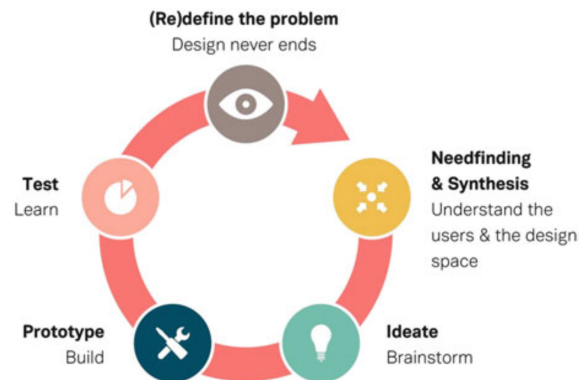 (Re)define the problem
Design never ends
Needfinding
& Synthesis
Understand the
users & the design
space
Ideate
Brainstorm
Prototype
Build
Test
Learn